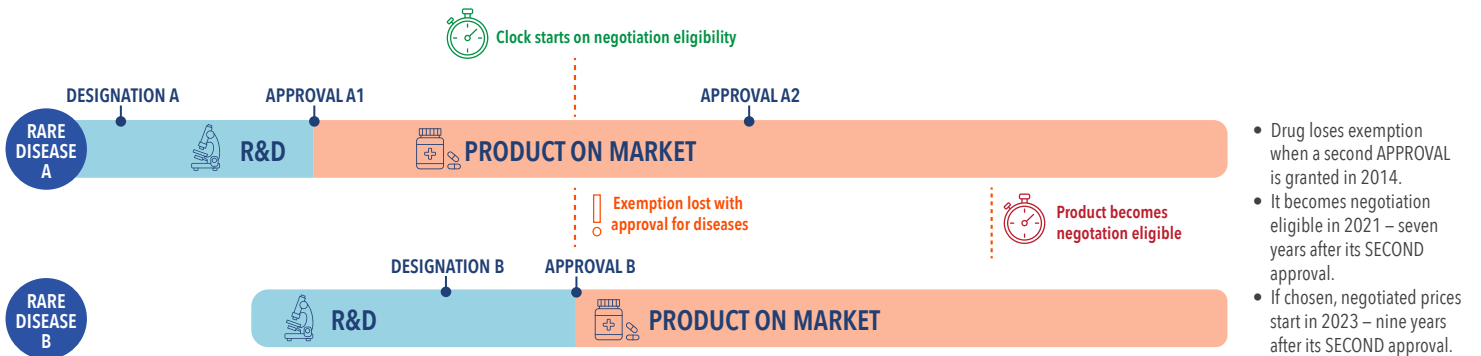 Clock starts on negotiation eligibility
DESIGNATION A
APPROVAL A1
APPROVAL A2
RARE
DISEASE
A
R&D
PRODUCT ON MARKET
Exemption lost with
approval for diseases
Product becomes
negotation eligible
DESIGNATION B
APPROVAL B
RARE
DISEASE
B
R&D
PRODUCT ON MARKET
• Drug loses exemption
when a second APPROVAL
is granted in 2014.
• It becomes negotiation
eligible in 2021 – seven
years after its SECOND
approval.
• If chosen, negotiated prices
start in 2023 – nine years
after its SECOND approval.